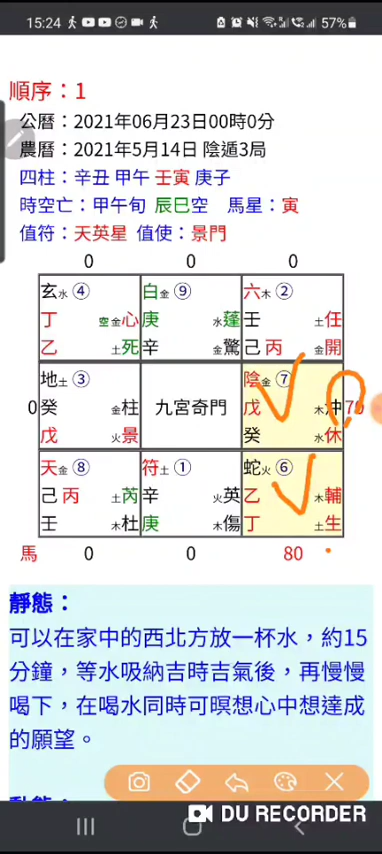 15:24 57%
順序：1
公曆：2021年06月23日00時0分
農曆：2021年5月14日 陰遁3局
四柱：辛丑 甲午 壬寅 庚子
時空亡：甲午旬 辰巳空 馬星：寅
值符：天英星 值使：景門
0 0 0
玄水 ④ 白金 ⑨ 六木 ②
丁 空金心 庚 水蓬 壬 土任
乙 土死 辛 金驚 己丙 金開
地土 ③ 陰金 ⑦
0 癸 金柱 九宮奇門 戊 木沖
戊 火景 癸 水休
天金 ⑧ 符土 ① 蛇火 ⑥
己丙 土芮 辛 火英 乙 木輔
壬 木杜 庚 木傷 丁 土生
馬 0 0 80
靜態：
可以在家中的西北方放一杯水，約15
分鐘，等水吸納吉時吉氣後，再慢慢
喝下，在喝水同時可暝想心中想達成
的願望。
DU RECORDER